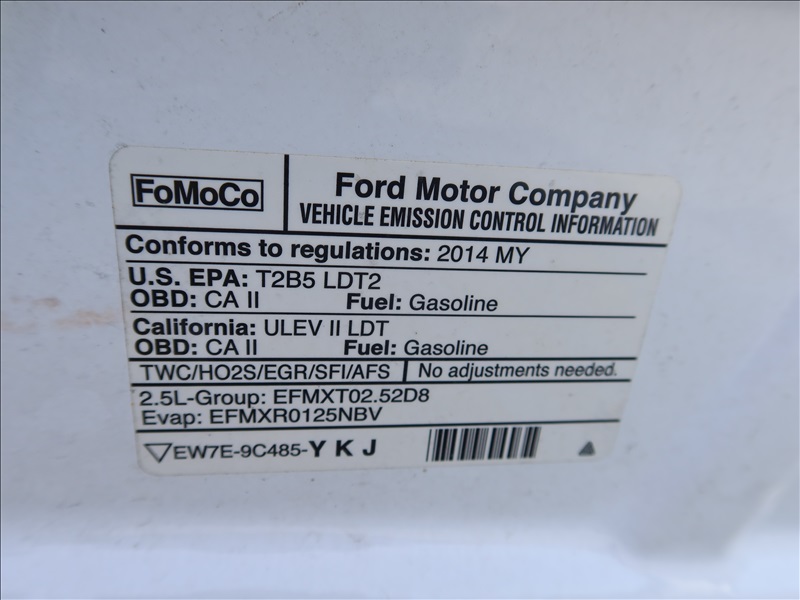 FoMoCo
Ford Motor Company
VEHICLE EMISSION CONTROL INFORMATION
Conforms to regulations: 2014 MY
U.S. EPA: T2B5 LDT2
OBD: CA II Fuel: Gasoline
California: ULEV II LDT
OBD: CA II Fuel: Gasoline
TWC/HO2S/EGR/SFI/AFS No adjustments needed.
2.5L-Group: EFMXT02.52D8
Evap: EFMXR0125NBV
EW7E-9C485-Y K J